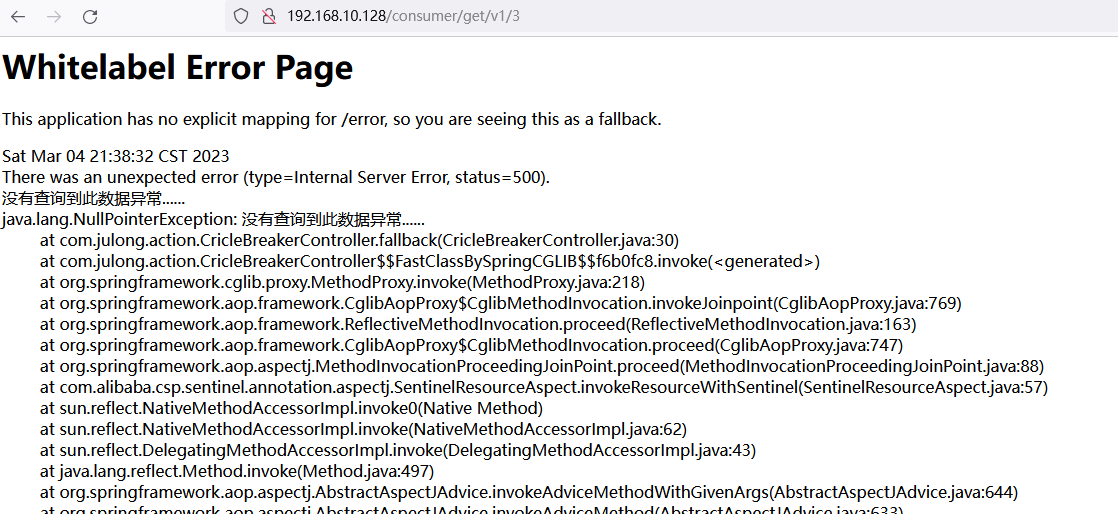 192.168.10.128/consumer/get/v1/3
Whitelabel Error Page
This application has no explicit mapping for /error, so you are seeing this as a fallback.
Sat Mar 04 21:38:32 CST 2023
There was an unexpected error (type=Internal Server Error, status=500).
没有查询到此数据异常......
java.lang.NullPointerException: 没有查询到此数据异常......
at com.julong.action.CricleBreakerController.fallback(CricleBreakerController.java:30)
at com.julong.action.CricleBreakerController$$FastClassBySpringCGLIB$$f6b0fc8.invoke(<generated>)
at org.springframework.cglib.proxy.MethodProxy.invoke(MethodProxy.java:218)
at org.springframework.aop.framework.CglibAopProxy$CglibMethodInvocation.invokeJoinpoint(CglibAopProxy.java:769)
at org.springframework.aop.framework.ReflectiveMethodInvocation.proceed(ReflectiveMethodInvocation.java:163)
at org.springframework.aop.framework.CglibAopProxy$CglibMethodInvocation.proceed(CglibAopProxy.java:747)
at org.springframework.aop.aspectj.MethodInvocationProceedingJoinPoint.proceed(MethodInvocationProceedingJoinPoint.java:88)
at com.alibaba.csp.sentinel.annotation.aspectj.SentinelResourceAspect.invokeResourceWithSentinel(SentinelResourceAspect.java:57)
at sun.reflect.NativeMethodAccessorImpl.invoke0(Native Method)
at sun.reflect.NativeMethodAccessorImpl.invoke(NativeMethodAccessorImpl.java:62)
at sun.reflect.DelegatingMethodAccessorImpl.invoke(DelegatingMethodAccessorImpl.java:43)
at java.lang.reflect.Method.invoke(Method.java:497)
at org.springframework.aop.aspectj.AbstractAspectJAdvice.invokeAdviceMethodWithGivenArgs(AbstractAspectJAdvice.java:644)
at org.springframework.aop.aspectj.AbstractAspectJAdvice.invokeAdviceMethod(AbstractAspectJAdvice.java:633)